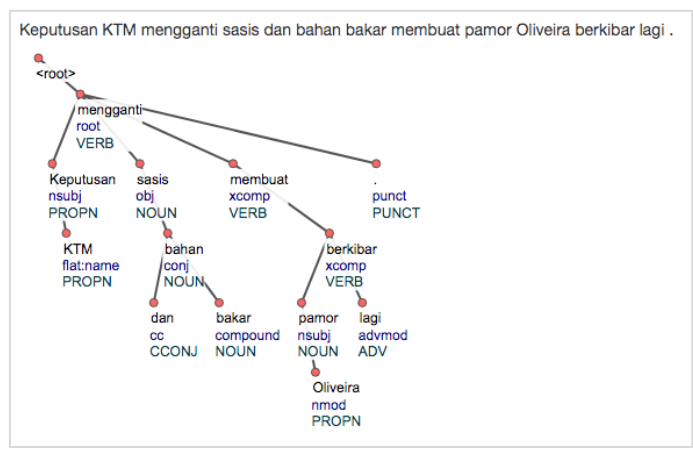 Keputusan KTM mengganti sasis dan bahan bakar membuat pamor Oliveira berkibar lagi .
<root>
mengganti
root
VERB
Keputusan sasis membuat .
nsubj obj xcomp punct
PROPN NOUN VERB PUNCT
KTM bahan berkibar
flat:name conj xcomp
PROPN NOUN VERB
dan bakar pamor lagi
cc compound nsubj advmod
CCONJ NOUN NOUN ADV
Oliveira
nmod
PROPN